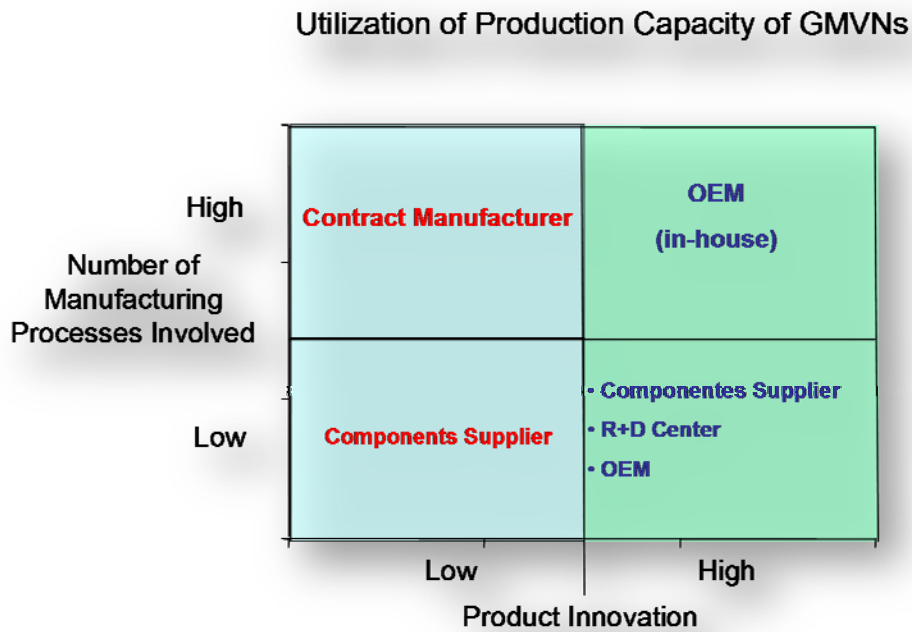 Utilization of Production Capacity of GMVNs
High
Number of
Manufacturing
Processes Involved
Low
Contract Manufacturer
OEM
(in-house)
Components Supplier
• Componentes Supplier
• R+D Center
• OEM
Low
High
Product Innovation